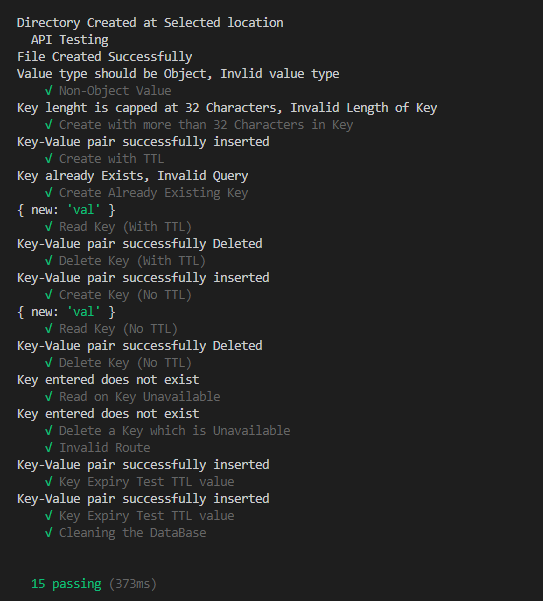 Directory Created at Selected location
API Testing
File Created Successfully
Value type should be Object, Invlid value type
√ Non-Object Value
Key lenght is capped at 32 Characters, Invalid Length of Key
√ Create with more than 32 Characters in Key
Key-Value pair successfully inserted
√ Create with TTL
Key already Exists, Invalid Query
√ Create Already Existing Key
{ new: 'val' }
√ Read Key (With TTL)
Key-Value pair successfully Deleted
√ Delete Key (With TTL)
Key-Value pair successfully inserted
√ Create Key (No TTL)
{ new: 'val' }
√ Read Key (No TTL)
Key-Value pair successfully Deleted
√ Delete Key (No TTL)
Key entered does not exist
√ Read on Key Unavailable
Key entered does not exist
√ Delete a Key which is Unavailable
√ Invalid Route
Key-Value pair successfully inserted
√ Key Expiry Test TTL value
Key-Value pair successfully inserted
√ Key Expiry Test TTL value
√ Cleaning the DataBase
15 passing (373ms)